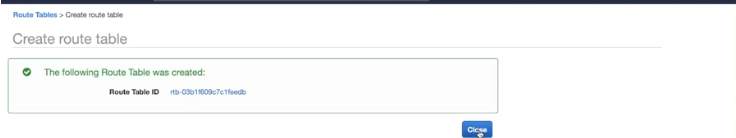 Route Tables > Create route table
Create route table
The following Route Table was created:
Route Table ID rtb-03b1f609c7c1feedb
Close